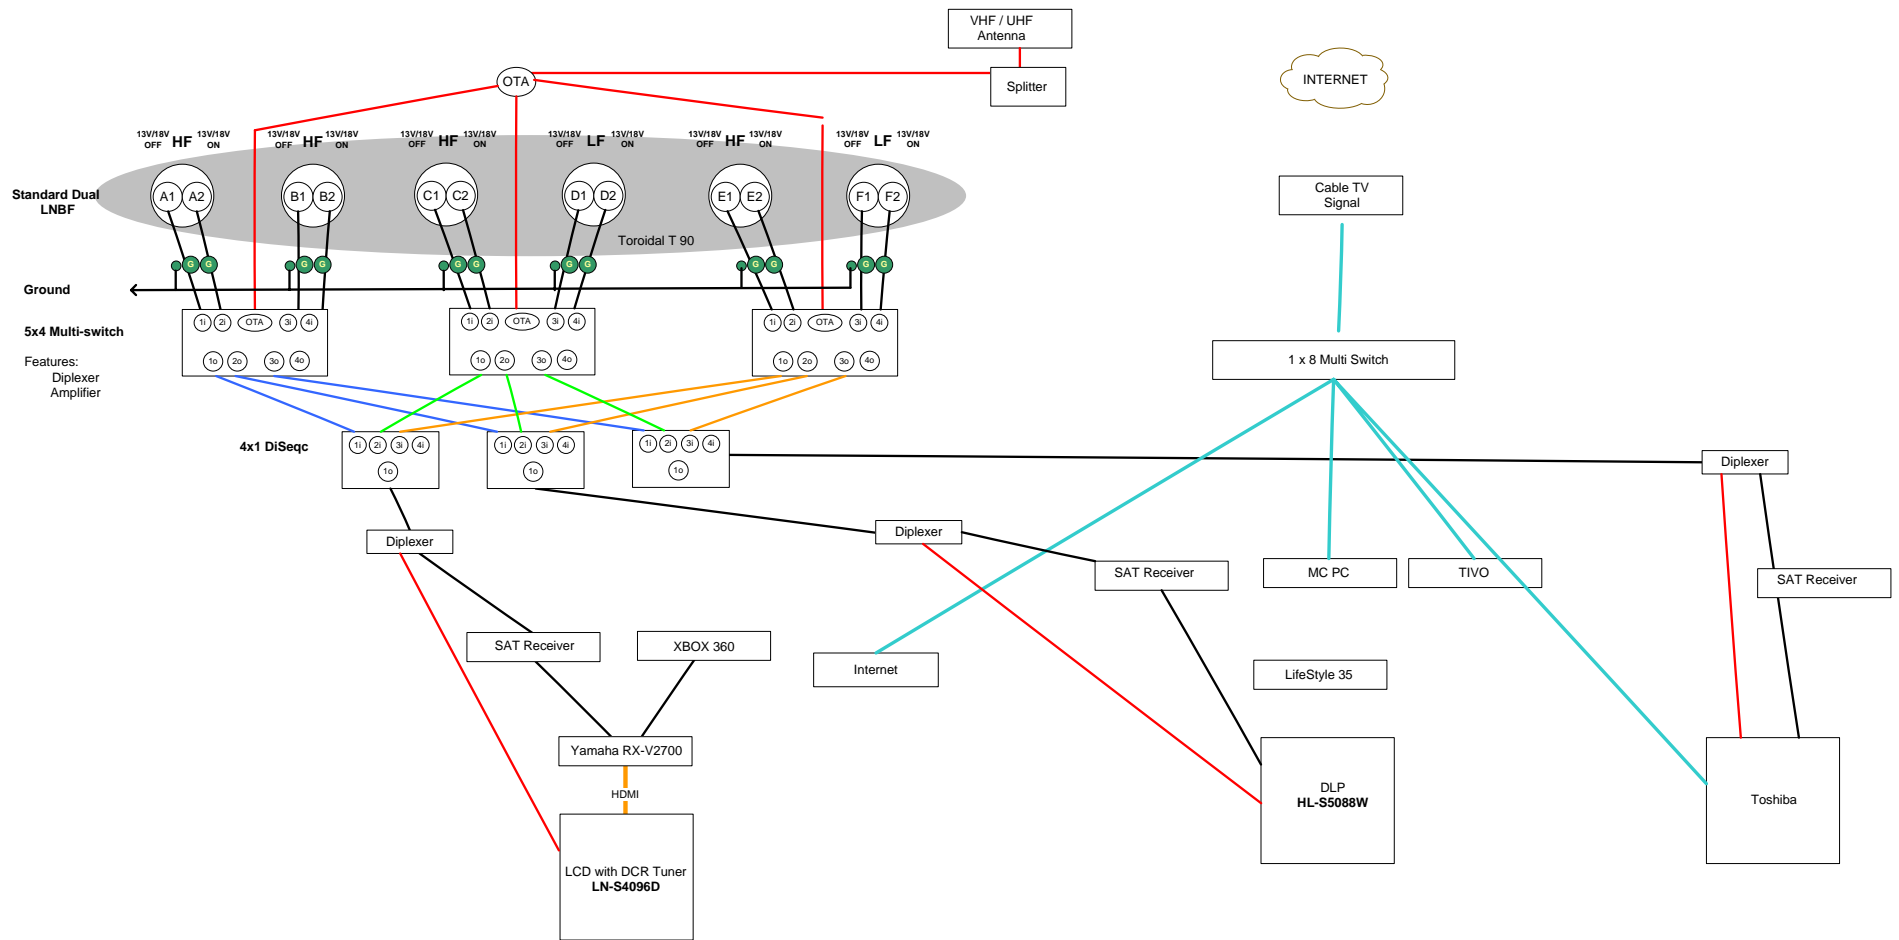 VHF / UHF
Antenna
Splitter
OTA
INTERNET
13V/18V
OFF
HF
13V/18V
ON
13V/18V
OFF
HF
13V/18V
ON
13V/18V
OFF
HF
13V/18V
ON
13V/18V
OFF
LF
13V/18V
ON
13V/18V
OFF
HF
13V/18V
ON
13V/18V
OFF
LF
13V/18V
ON
Standard Dual
LNBF
A1 A2 B1 B2 C1 C2 D1 D2 E1 E2 F1 F2
Cable TV
Signal
Toroidal T 90
G G G G G G G G G G G G
Ground
5x4 Multi-switch
Features:
Diplexer
Amplifier
1i 2i OTA 3i 4i
1o 2o 3o 4o
1i 2i OTA 3i 4i
1o 2o 3o 4o
1i 2i OTA 3i 4i
1o 2o 3o 4o
1 x 8 Multi Switch
4x1 DiSeqc
1i 2i 3i 4i
1o
1i 2i 3i 4i
1o
1i 2i 3i 4i
1o
Diplexer
Diplexer
Diplexer
SAT Receiver
MC PC
TIVO
SAT Receiver
SAT Receiver
XBOX 360
Internet
LifeStyle 35
Yamaha RX-V2700
HDMI
DLP
HL-S5088W
Toshiba
LCD with DCR Tuner
LN-S4096D